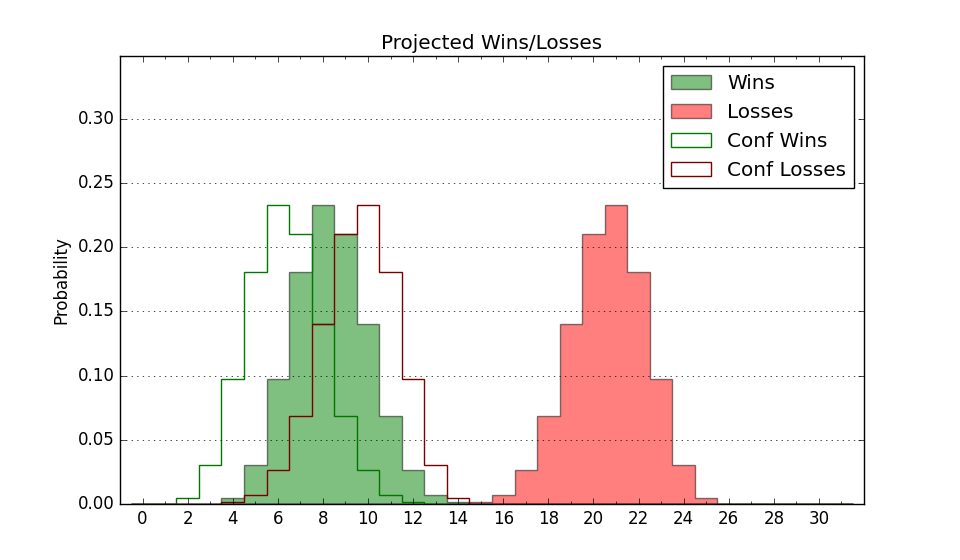 Projected Wins/Losses
Wins
Losses
Conf Wins
Conf Losses
Probability
0.30
0.25
0.20
0.15
0.10
0.05
0.00
0 2 4 6 8 10 12 14 16 18 20 22 24 26 28 30